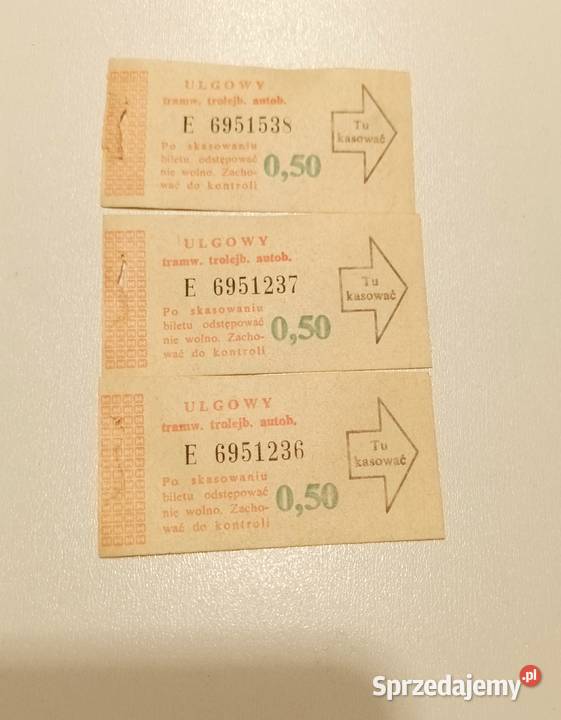 ULGOWY
tramw. trolejb. autob.
E 6951538
Po skasowaniu
biletu odstępować
nie wolno. Zacho-
wać do kontroli
0,50
Tu
kasować
ULGOWY
tramw. trolejb. autob.
E 6951237
Po skasowaniu
biletu odstępować
nie wolno. Zacho-
wać do kontroli
0,50
Tu
kasować
ULGOWY
tramw. trolejb. autob.
E 6951236
Po skasowaniu
biletu odstępować
nie wolno. Zacho-
wać do kontroli
0,50
Tu
kasować
Sprzedajemy.pl